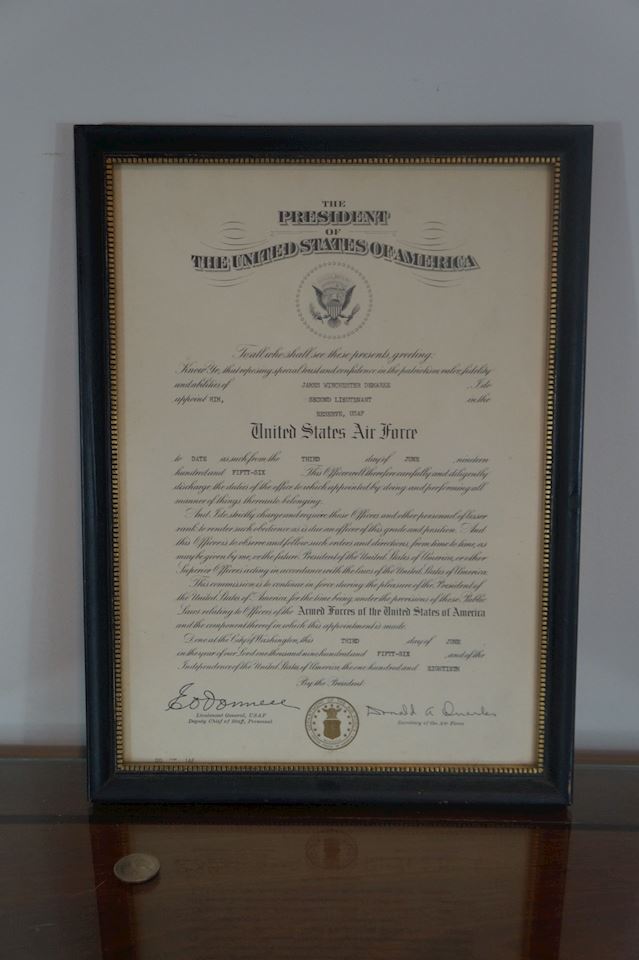 THE
PRESIDENT
OF
THE UNITED STATES OF AMERICA
To all who shall see these presents, greeting:
Know Ye, that reposing special trust and confidence in the patriotism, valor, fidelity
and abilities of JAMES WINCHESTER DEMAREE , I do
appoint HIM, SECOND LIEUTENANT in the
RESERVE, USAF
United States Air Force
to DATE as such from the THIRD day of JUNE , nineteen
hundred and FIFTY-SIX . This Officer will therefore carefully and diligently
discharge the duties of the office to which appointed by doing and performing all
manner of things thereunto belonging.
And I do strictly charge and require those Officers and other personnel of lesser
rank to render such obedience as is due an officer of this grade and position. And
this Officer is to observe and follow such orders and directions, from time to time, as
may be given by me, or the future President of the United States of America, or other
Superior Officers acting in accordance with the laws of the United States of America.
This commission is to continue in force during the pleasure of the President of
the United States of America, for the time being, under the provisions of those Public
Laws relating to Officers of the Armed Forces of the United States of America
and the component thereof in which this appointment is made.
Done at the City of Washington, this THIRD day of JUNE
in the year of our Lord one thousand nine hundred and FIFTY-SIX , and of the
Independence of the United States of America the one hundred and EIGHTIETH
By the President:
E O Donnell Donald A Quarles
Lieutenant General, USAF Secretary of the Air Force
Deputy Chief of Staff, Personnel